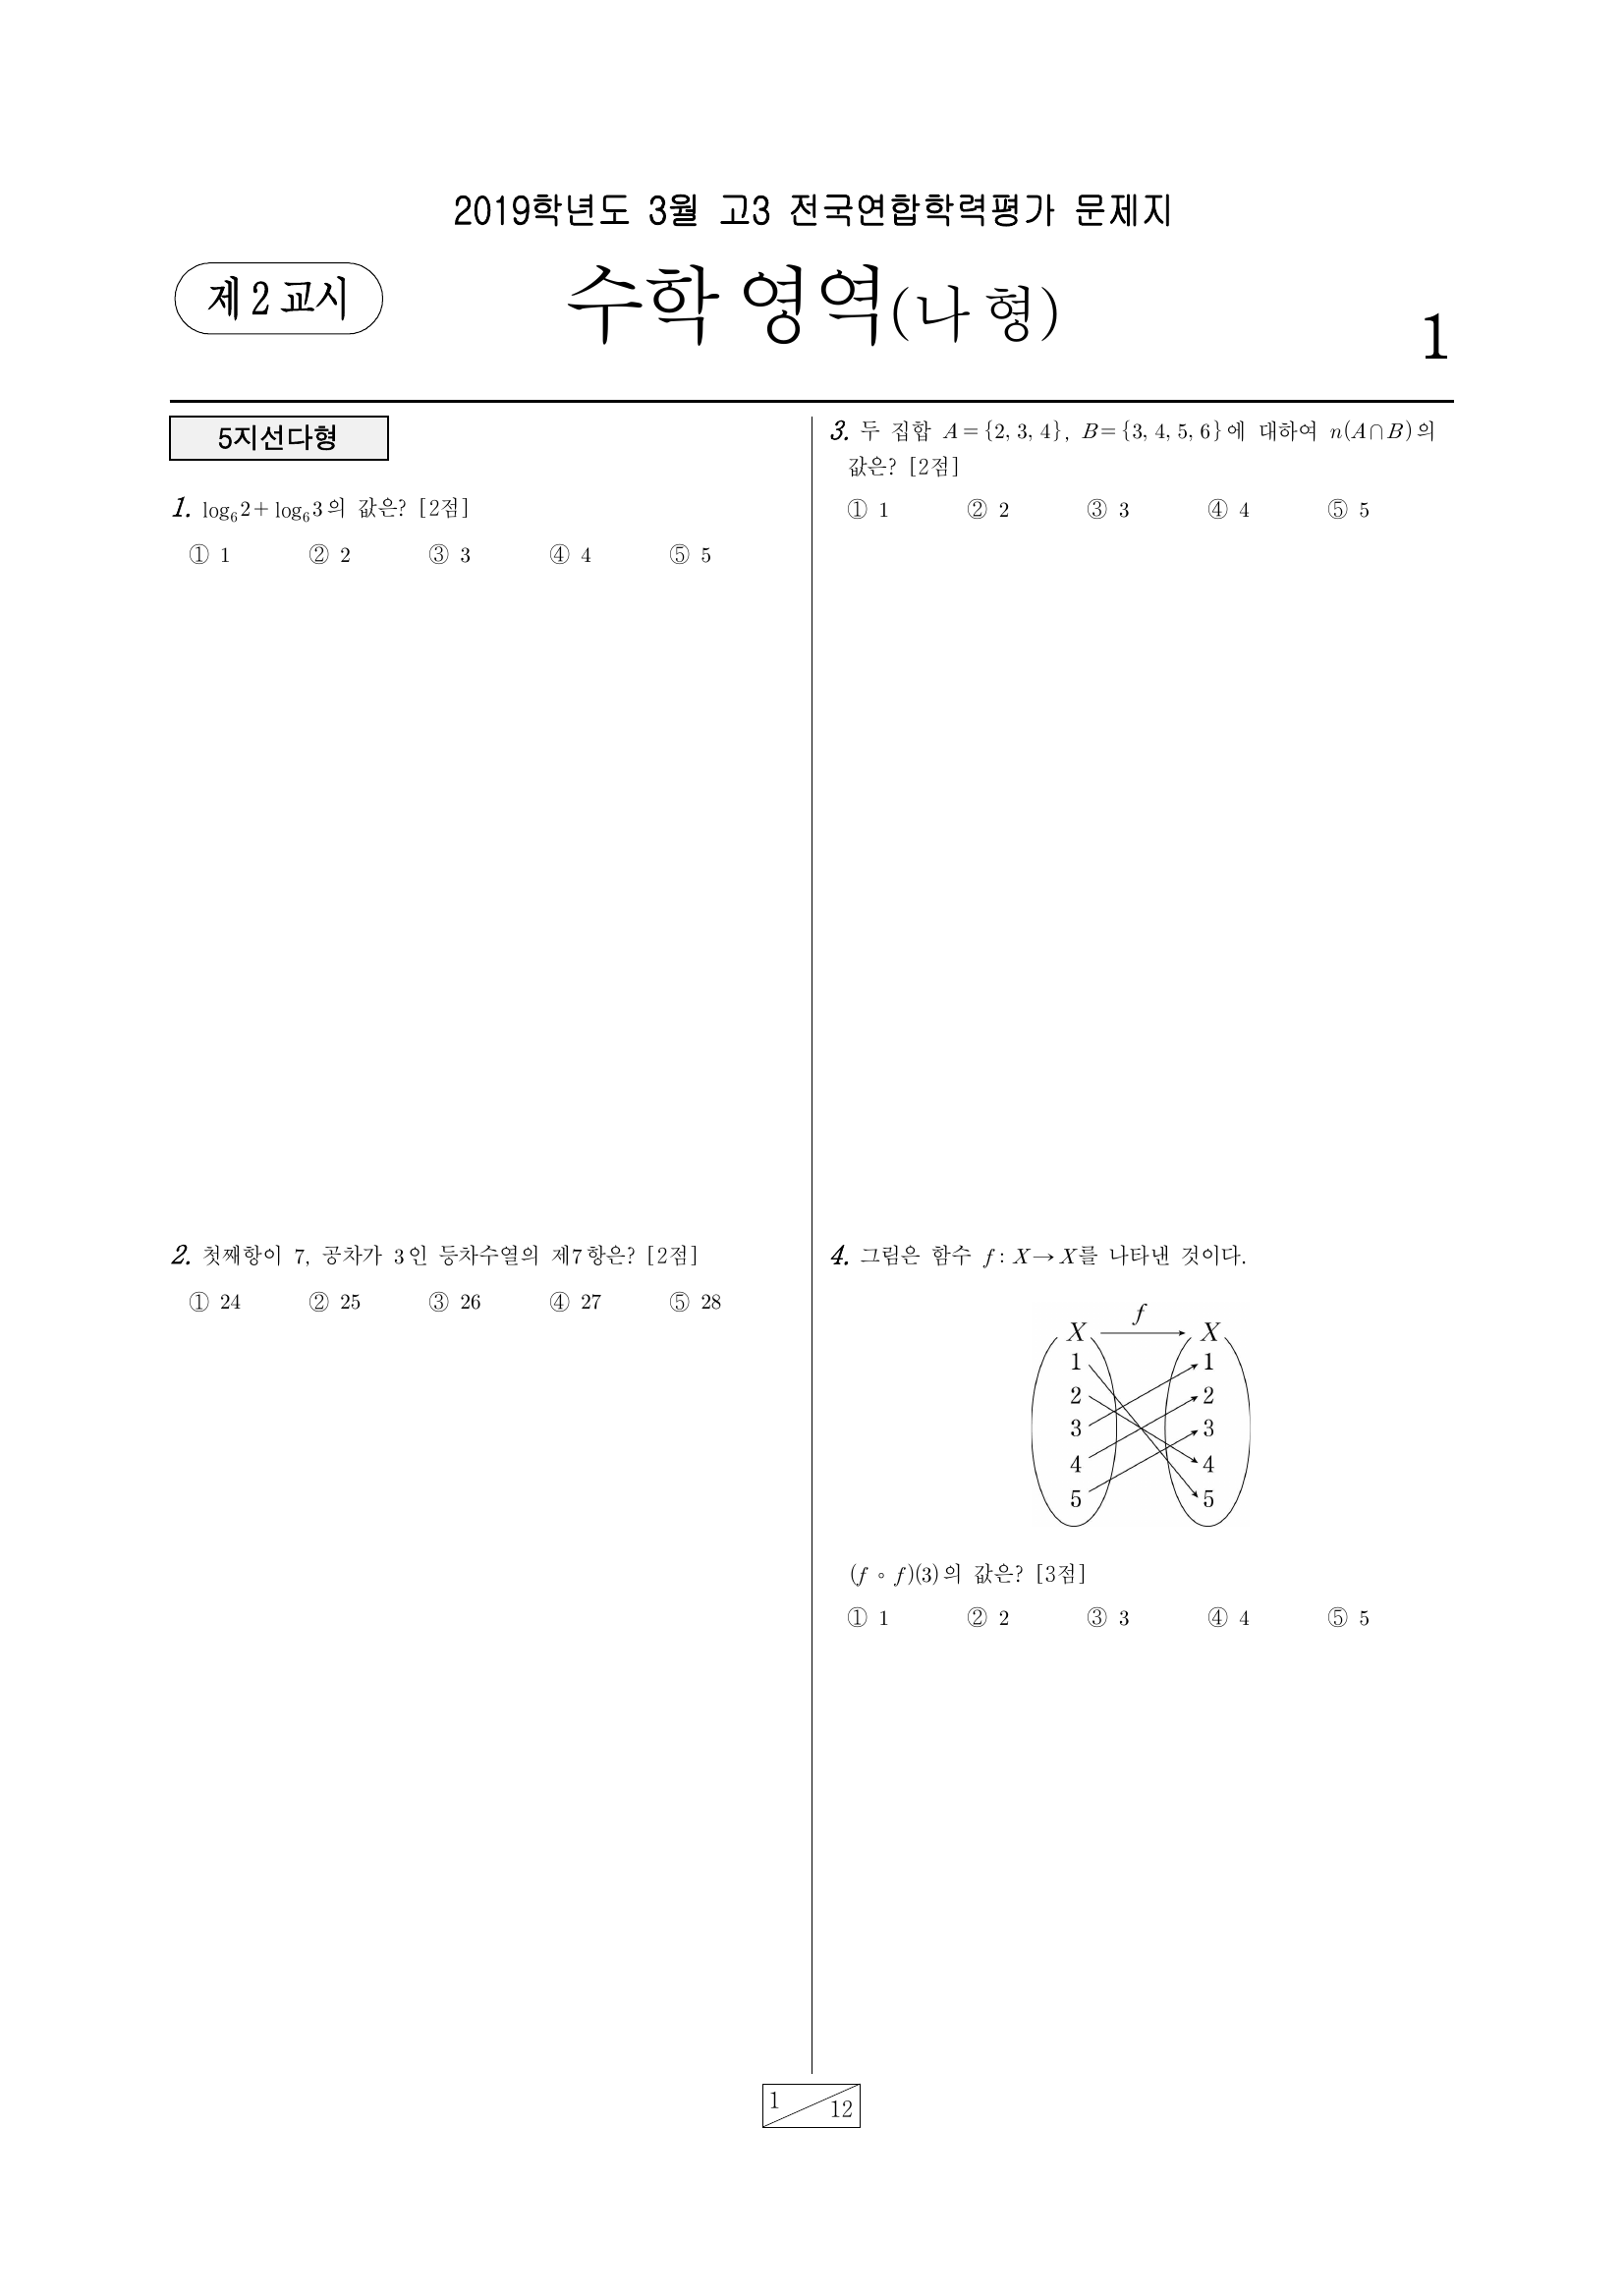 2019학년도 3월 고3 전국연합학력평가 문제지
제 2 교시
수학 영역(나 형)
1
5지선다형
1. log₆2+log₆3의 값은? [2점]
① 1 ② 2 ③ 3 ④ 4 ⑤ 5
2. 첫째항이 7, 공차가 3인 등차수열의 제7항은? [2점]
① 24 ② 25 ③ 26 ④ 27 ⑤ 28
3. 두 집합 A={2, 3, 4}, B={3, 4, 5, 6}에 대하여 n(A∩B)의
값은? [2점]
① 1 ② 2 ③ 3 ④ 4 ⑤ 5
4. 그림은 함수 f : X→X를 나타낸 것이다.
f
X X
1 1
2 2
3 3
4 4
5 5
(f ∘ f)(3)의 값은? [3점]
① 1 ② 2 ③ 3 ④ 4 ⑤ 5
1 12